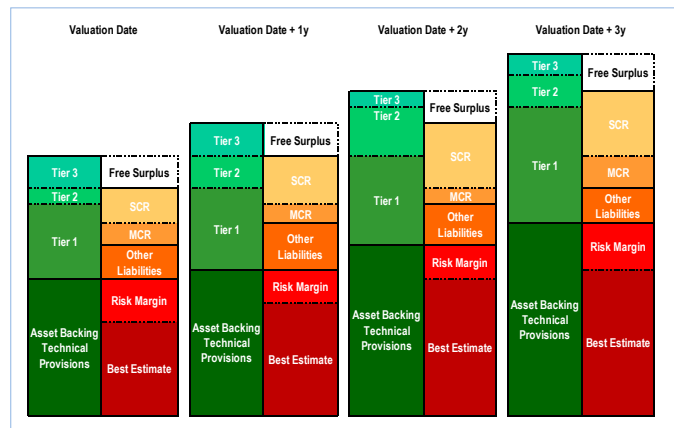 Valuation Date
Valuation Date + 1y
Valuation Date + 2y
Valuation Date + 3y
Tier 3
Free Surplus
Tier 2
SCR
Tier 1
MCR
Other
Liabilities
Risk Margin
Asset Backing
Technical
Provisions
Best Estimate
Tier 3
Free Surplus
Tier 2
SCR
Tier 1
MCR
Other
Liabilities
Risk Margin
Asset Backing
Technical
Provisions
Best Estimate
Tier 3
Free Surplus
Tier 2
SCR
Tier 1
MCR
Other
Liabilities
Risk Margin
Asset Backing
Technical
Provisions
Best Estimate
Tier 3
Free Surplus
Tier 2
SCR
Tier 1
MCR
Other
Liabilities
Risk Margin
Asset Backing
Technical
Provisions
Best Estimate